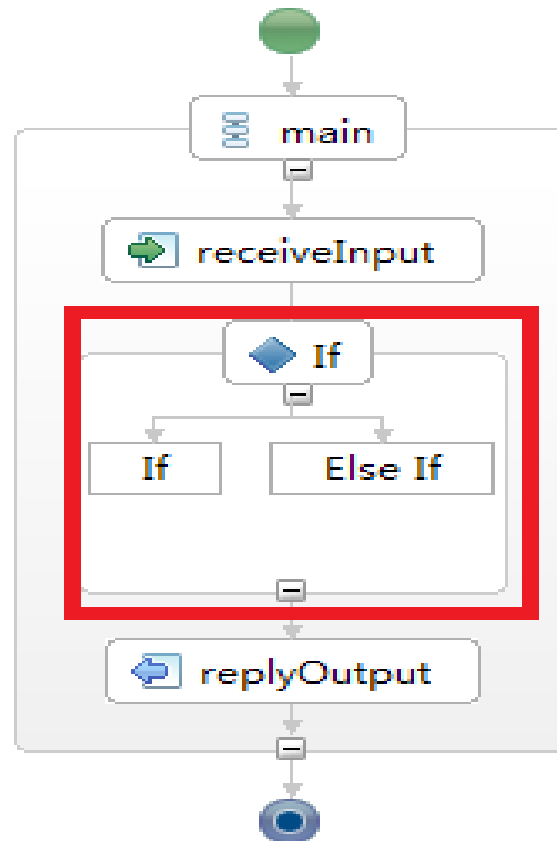 main
receiveInput
If
If
Else If
replyOutput